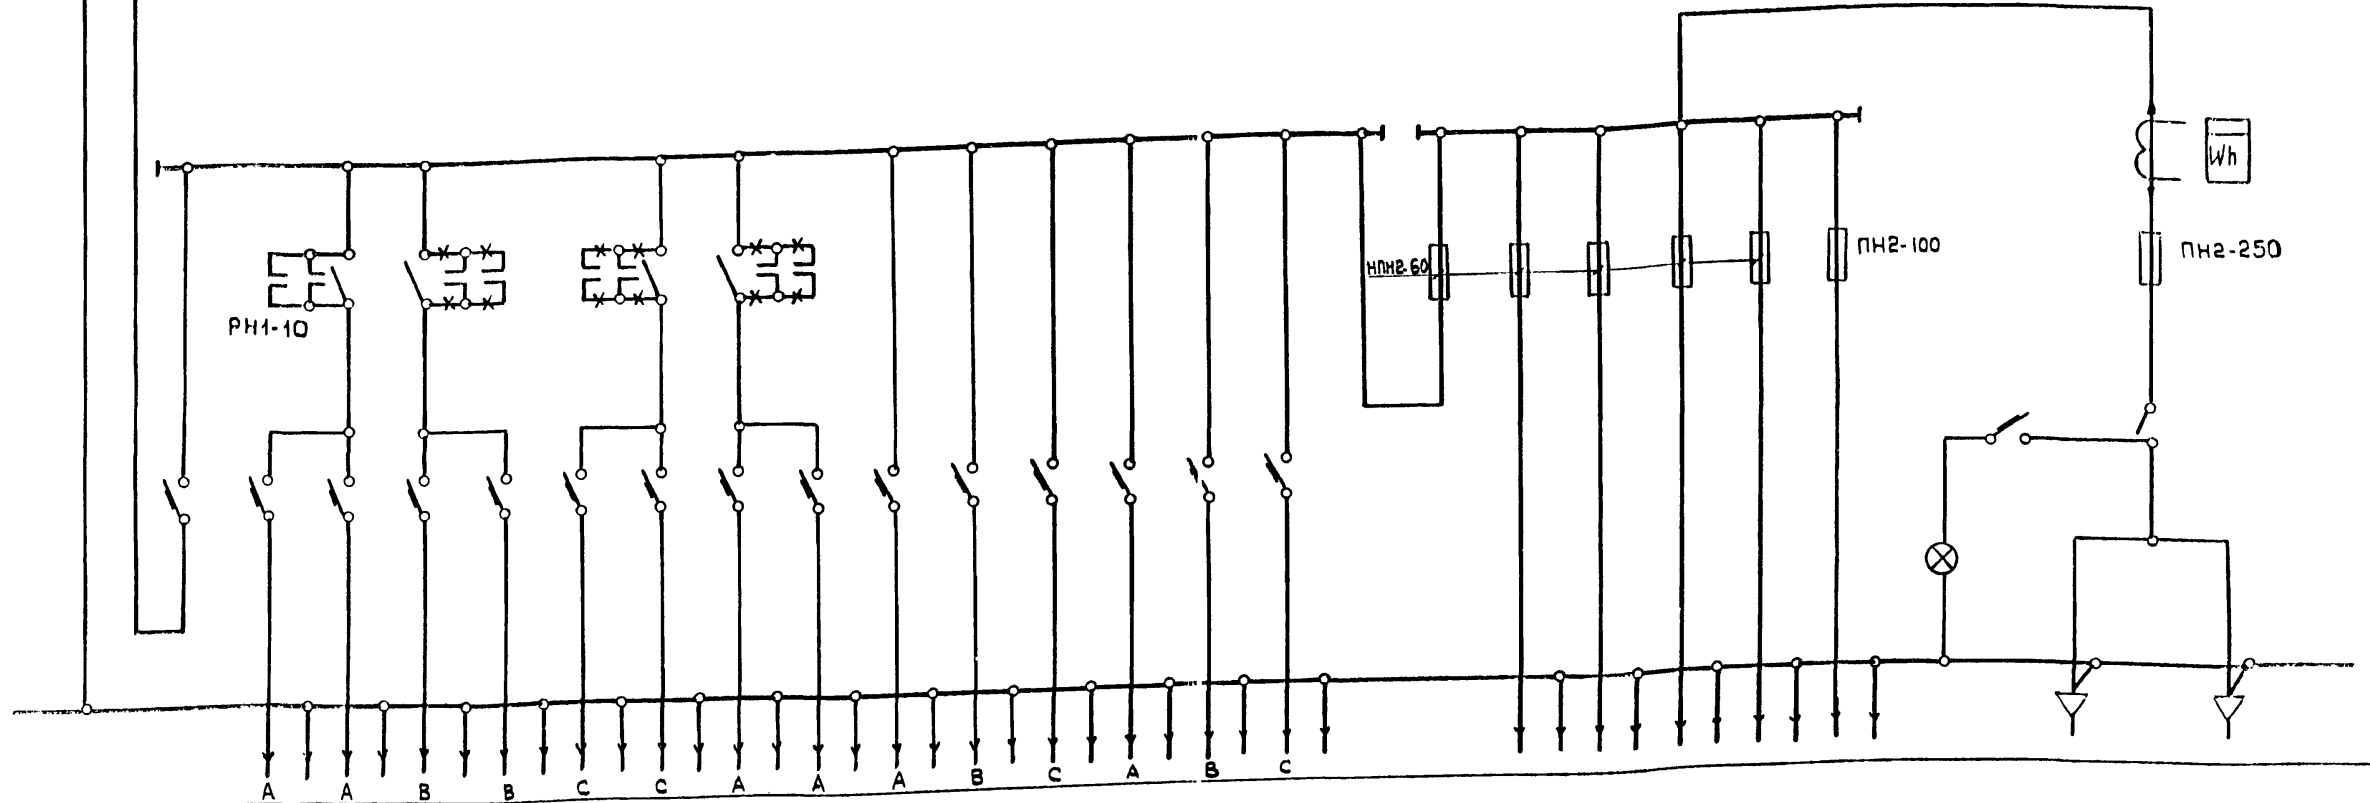 Wh
НПН2-60
ПН2-100
ПН2-250
РН1-10
A A B B C C A A A B C A B C